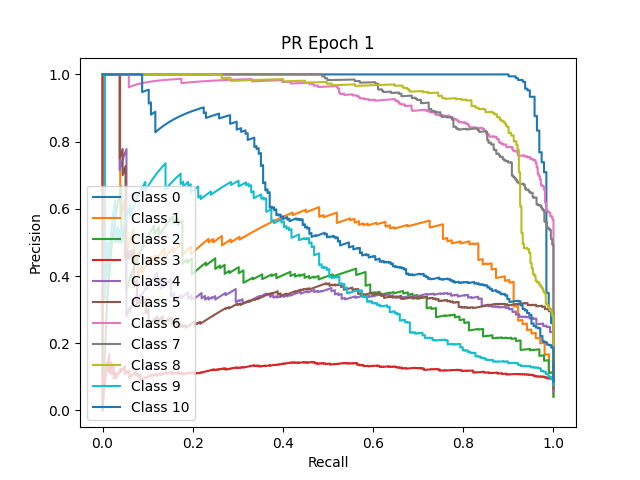 PR Epoch 1
Precision
1.0
0.8
0.6
0.4
0.2
0.0
Class 0
Class 1
Class 2
Class 3
Class 4
Class 5
Class 6
Class 7
Class 8
Class 9
Class 10
0.0 0.2 0.4 0.6 0.8 1.0
Recall